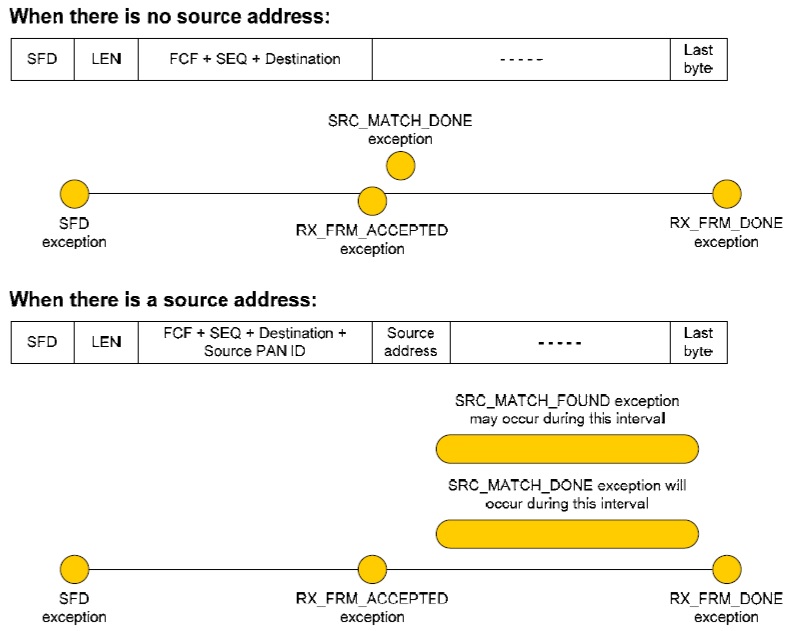 When there is no source address:
SFD LEN FCF + SEQ + Destination - - - - - Last
byte
SRC_MATCH_DONE
exception
SFD
exception
RX_FRM_ACCEPTED
exception
RX_FRM_DONE
exception
When there is a source address:
SFD LEN FCF + SEQ + Destination +
Source PAN ID
Source
address
- - - - -
Last
byte
SRC_MATCH_FOUND exception
may occur during this interval
SRC_MATCH_DONE exception will
occur during this interval
SFD
exception
RX_FRM_ACCEPTED
exception
RX_FRM_DONE
exception